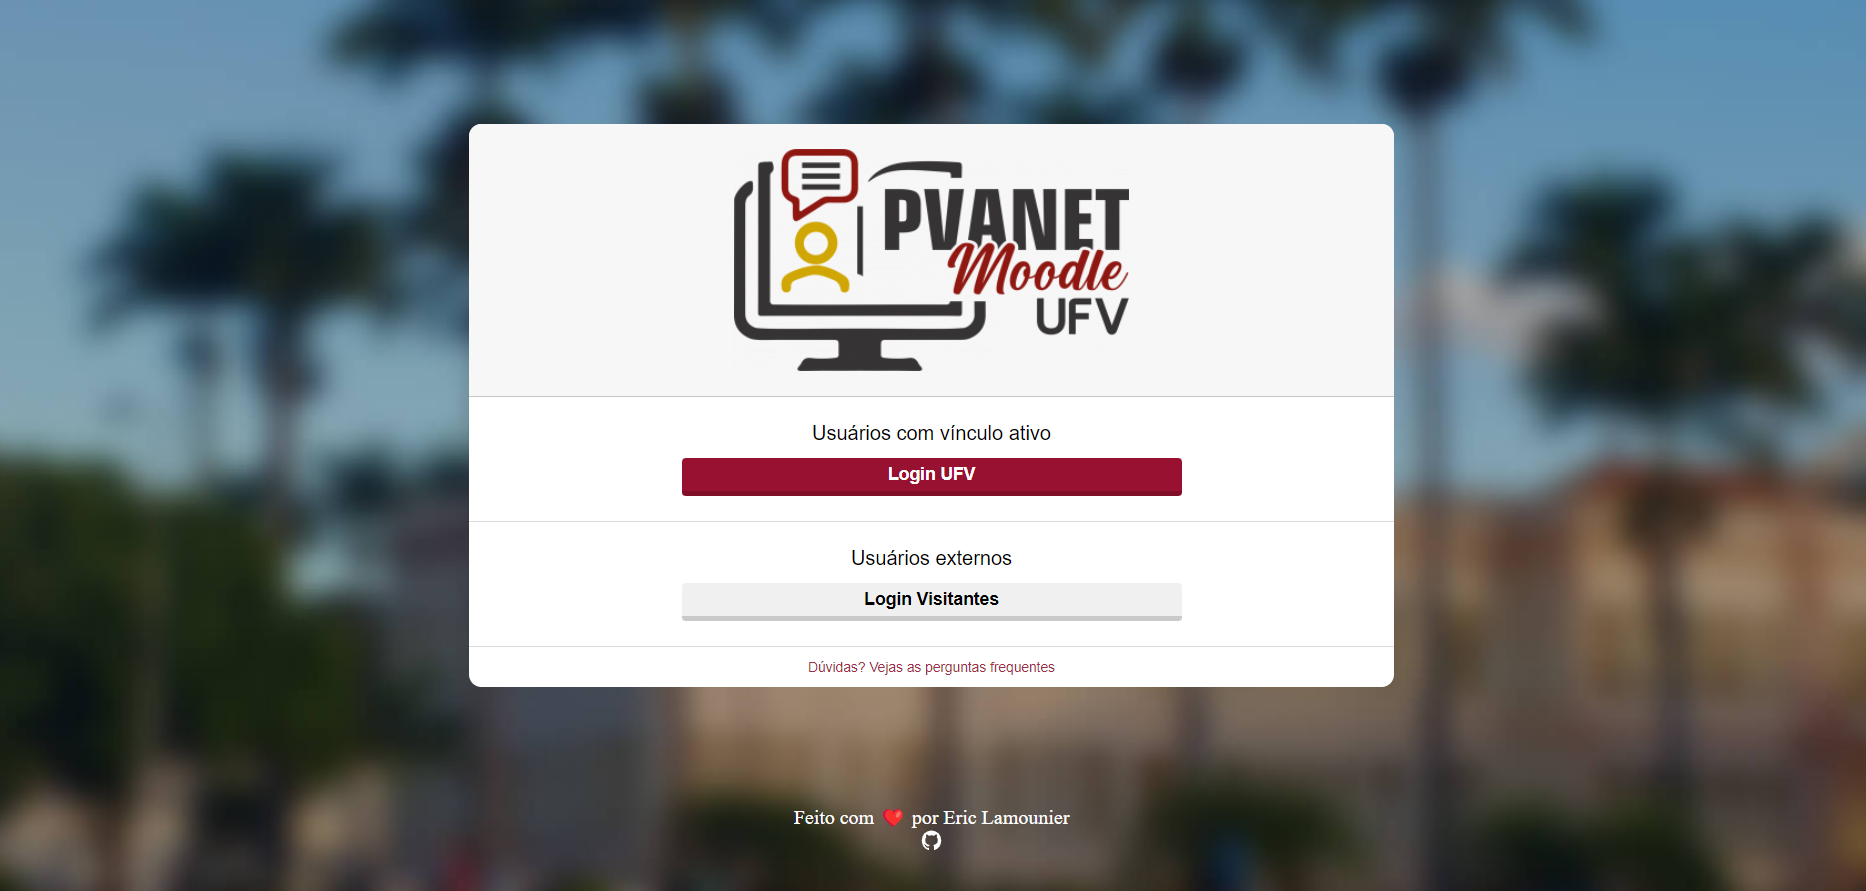 PVANET
Moodle
UFV
Usuários com vínculo ativo
Login UFV
Usuários externos
Login Visitantes
Dúvidas? Vejas as perguntas frequentes
Feito com ❤️ por Eric Lamounier